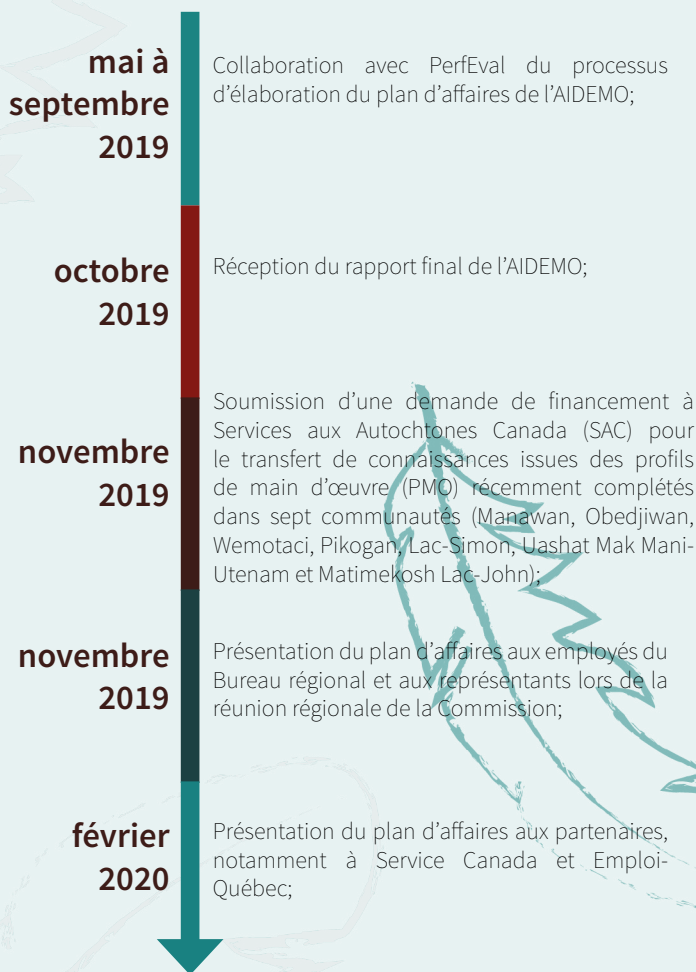 mai à
septembre
2019
Collaboration avec PerfEval du processus
d’élaboration du plan d’affaires de l’AIDEMO;
octobre
2019
Réception du rapport final de l’AIDEMO;
novembre
2019
Soumission d’une demande de financement à
Services aux Autochtones Canada (SAC) pour
le transfert de connaissances issues des profils
de main d’œuvre (PMO) récemment complétés
dans sept communautés (Manawan, Obedjiwan,
Wemotaci, Pikogan, Lac-Simon, Uashat Mak Mani-
Utenam et Matimekosh Lac-John);
novembre
2019
Présentation du plan d’affaires aux employés du
Bureau régional et aux représentants lors de la
réunion régionale de la Commission;
février
2020
Présentation du plan d’affaires aux partenaires,
notamment à Service Canada et Emploi-
Québec;